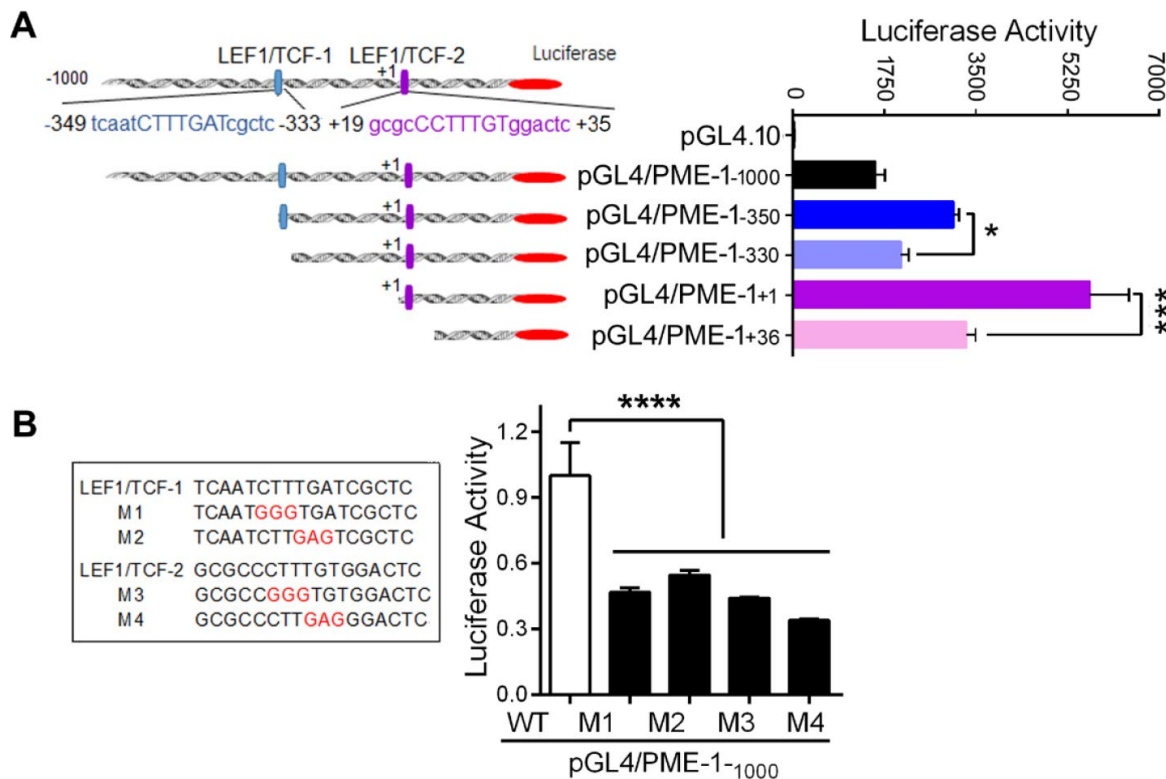 A
LEF1/TCF-1 LEF1/TCF-2 Luciferase
-1000 +1
-349 tcaatCTTTGATcgctc -333 +19 gcgcCCTTTGTggactc +35
+1
+1
+1
+1
Luciferase Activity
0 1750 3500 5250 7000
pGL4.10
pGL4/PME-1-1000
pGL4/PME-1-350
pGL4/PME-1-330
*
pGL4/PME-1+1
pGL4/PME-1+36
***
B
LEF1/TCF-1 TCAATCTTTGATCGCTC
M1 TCAATGGGTGATCGCTC
M2 TCAATCTTGAGTCGCTC
LEF1/TCF-2 GCGCCCTTTGTGGACTC
M3 GCGCCGGGTGTGGACTC
M4 GCGCCCTTGAGGGACTC
Luciferase Activity
1.2
0.9
0.6
0.3
0.0
****
WT M1 M2 M3 M4
pGL4/PME-1-1000